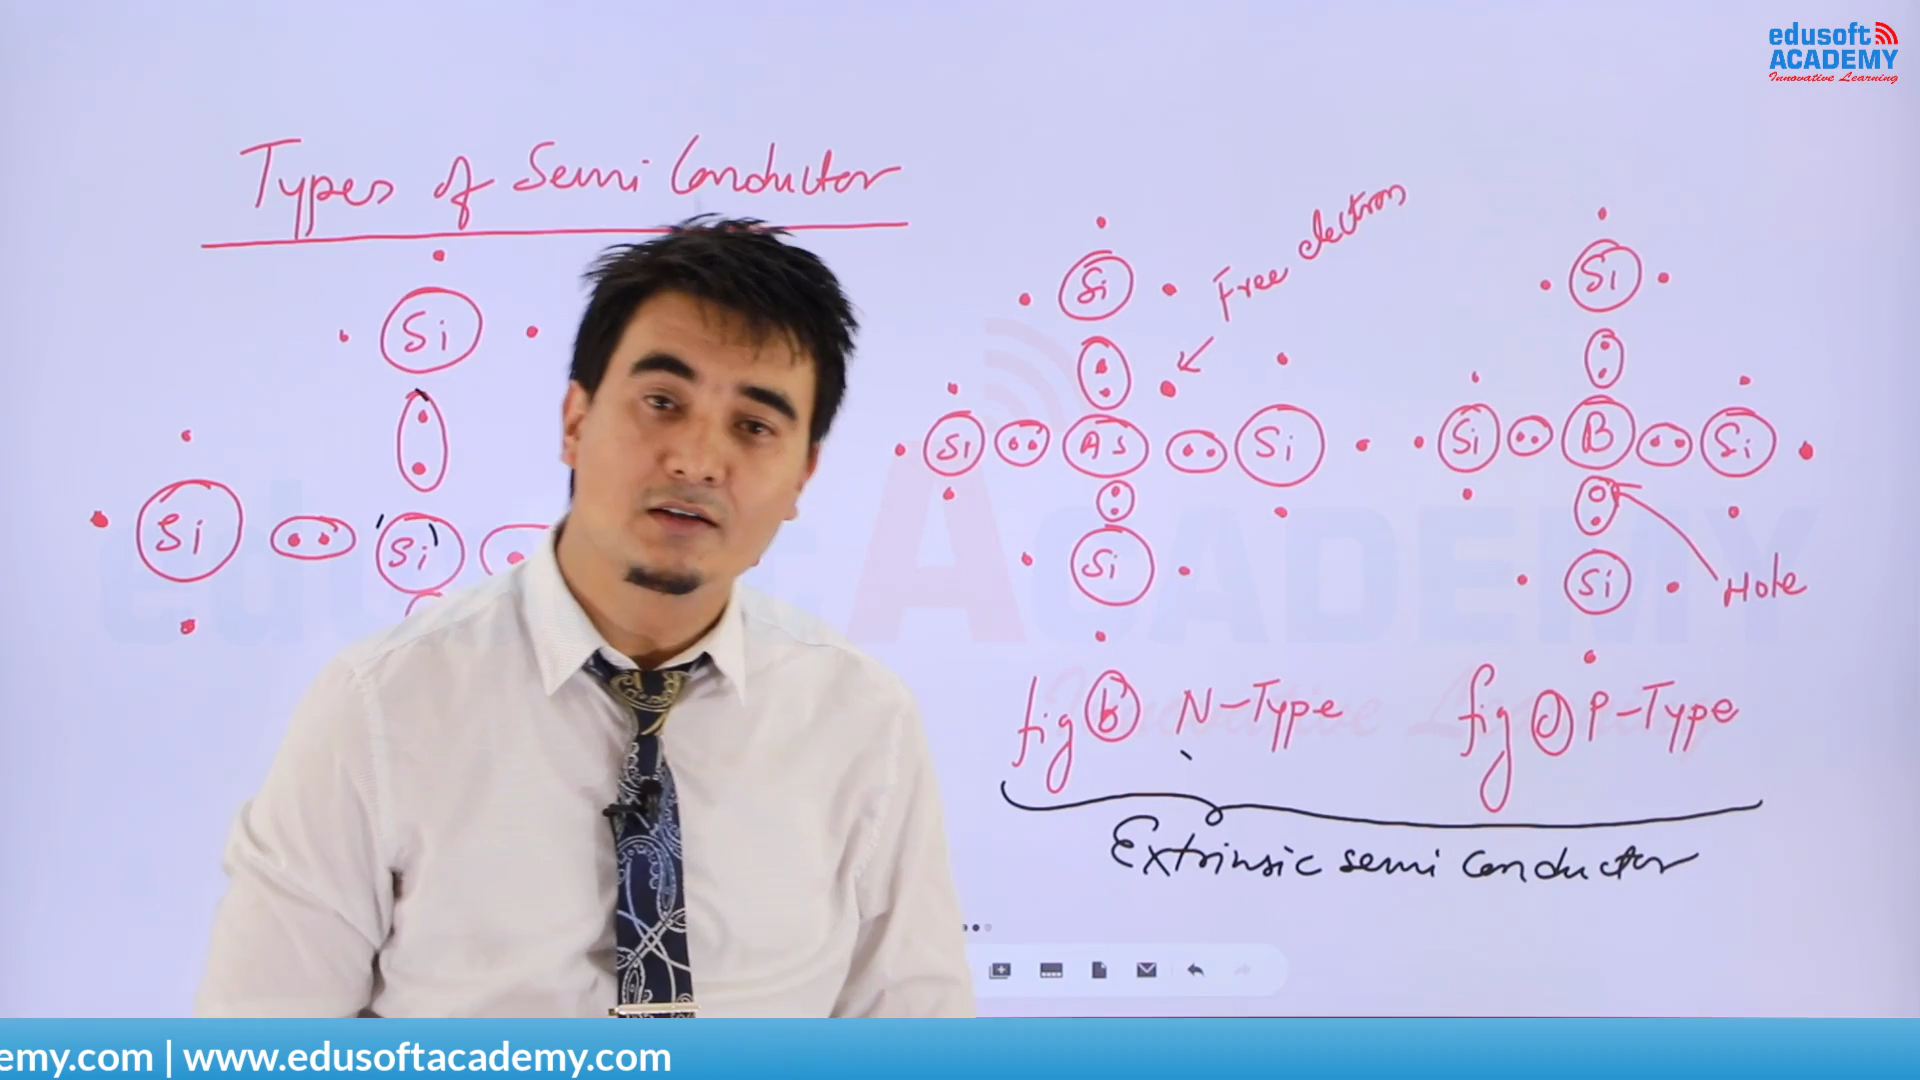 edusoft
ACADEMY
Innovative Learning
Types of Semi Conductor
Free electron
Si
Si
Si
Si
Si
As
Si
Si
B
Si
Si
Si
Si
Si
Hole
fig b N-Type
fig c P-Type
Extrinsic semi conductor
emy.com | www.edusoftacademy.com